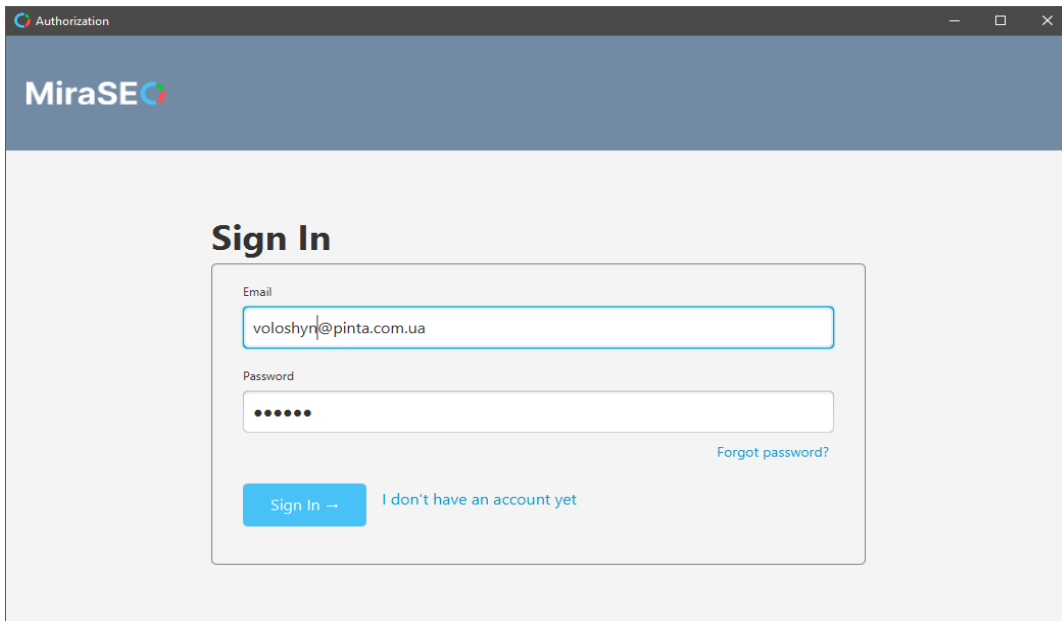 Authorization
MiraSEO
Sign In
Email
voloshyn@pinta.com.ua
Password
••••••
Forgot password?
Sign In →
I don't have an account yet